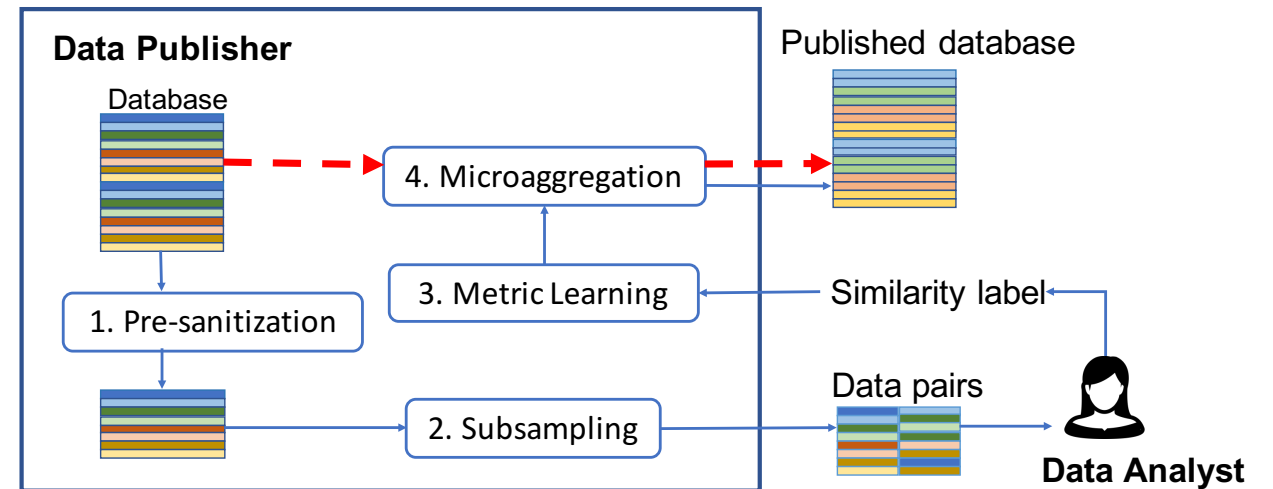 Data Publisher
Published database
Database
4. Microaggregation
3. Metric Learning
Similarity label
1. Pre-sanitization
Data pairs
2. Subsampling
Data Analyst